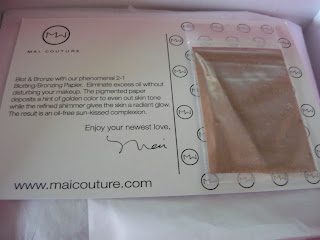 MW
MAI COUTURE
Blot & Bronze with our phenomenal 2-1
Blotting/Bronzing Papier. Eliminate excess oil without
disturbing your makeup. The pigmented paper
deposits a hint of golden color to even out skin tone
while the refined shimmer gives the skin a radiant glow.
The result is an oil-free sun-kissed complexion.
Enjoy your newest love,
Mai
www.maicouture.com